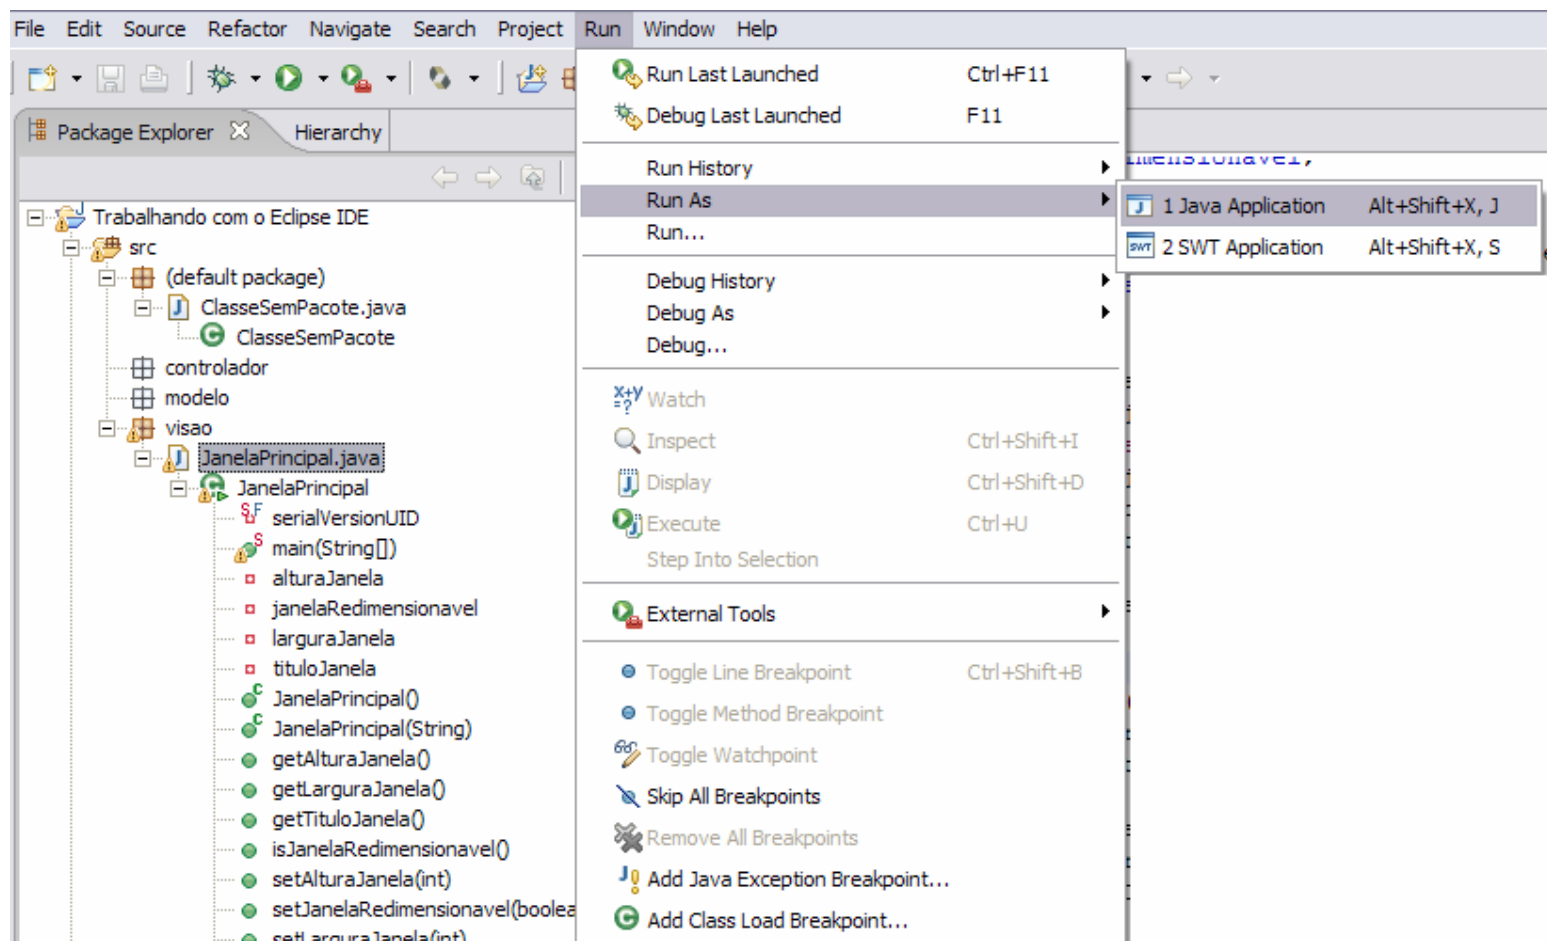 File Edit Source Refactor Navigate Search Project Run Window Help
Package Explorer
Hierarchy
Trabalhando com o Eclipse IDE
src
(default package)
ClasseSemPacote.java
ClasseSemPacote
controlador
modelo
visao
JanelaPrincipal.java
JanelaPrincipal
serialVersionUID
main(String[])
alturaJanela
janelaRedimensionavel
larguraJanela
tituloJanela
JanelaPrincipal()
JanelaPrincipal(String)
getAlturaJanela()
getLarguraJanela()
getTituloJanela()
isJanelaRedimensionavel()
setAlturaJanela(int)
setJanelaRedimensionavel(boolea
setLarguraJanela(int)
Run Last Launched Ctrl+F11
Debug Last Launched F11
Run History
Run As
Run...
Debug History
Debug As
Debug...
Watch
Inspect Ctrl+Shift+I
Display Ctrl+Shift+D
Execute Ctrl+U
Step Into Selection
External Tools
Toggle Line Breakpoint Ctrl+Shift+B
Toggle Method Breakpoint
Toggle Watchpoint
Skip All Breakpoints
Remove All Breakpoints
Add Java Exception Breakpoint...
Add Class Load Breakpoint...
1 Java Application Alt+Shift+X, J
2 SWT Application Alt+Shift+X, S